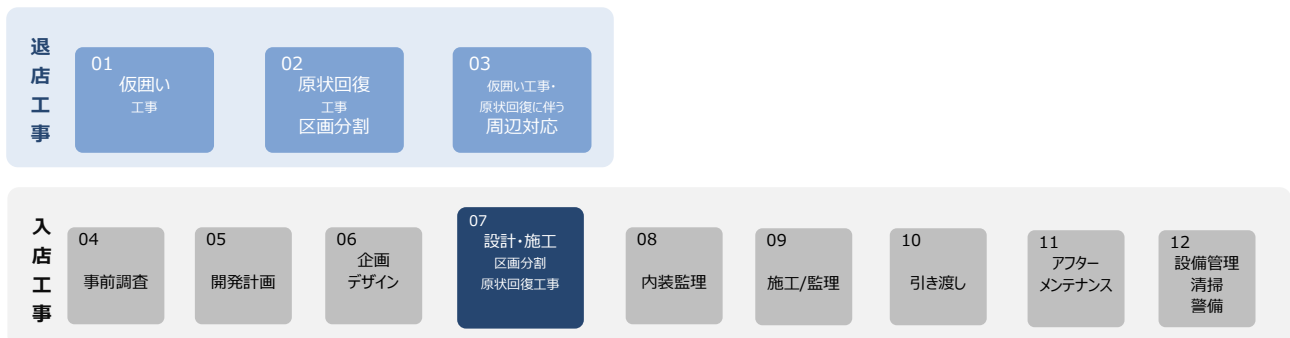 退店工事
01
仮囲い
工事
02
原状回復
工事
区画分割
03
仮囲い工事・
原状回復に伴う
周辺対応
入店工事
04
事前調査
05
開発計画
06
企画
デザイン
07
設計・施工
区画分割
原状回復工事
08
内装監理
09
施工/監理
10
引き渡し
11
アフター
メンテナンス
12
設備管理
清掃
警備